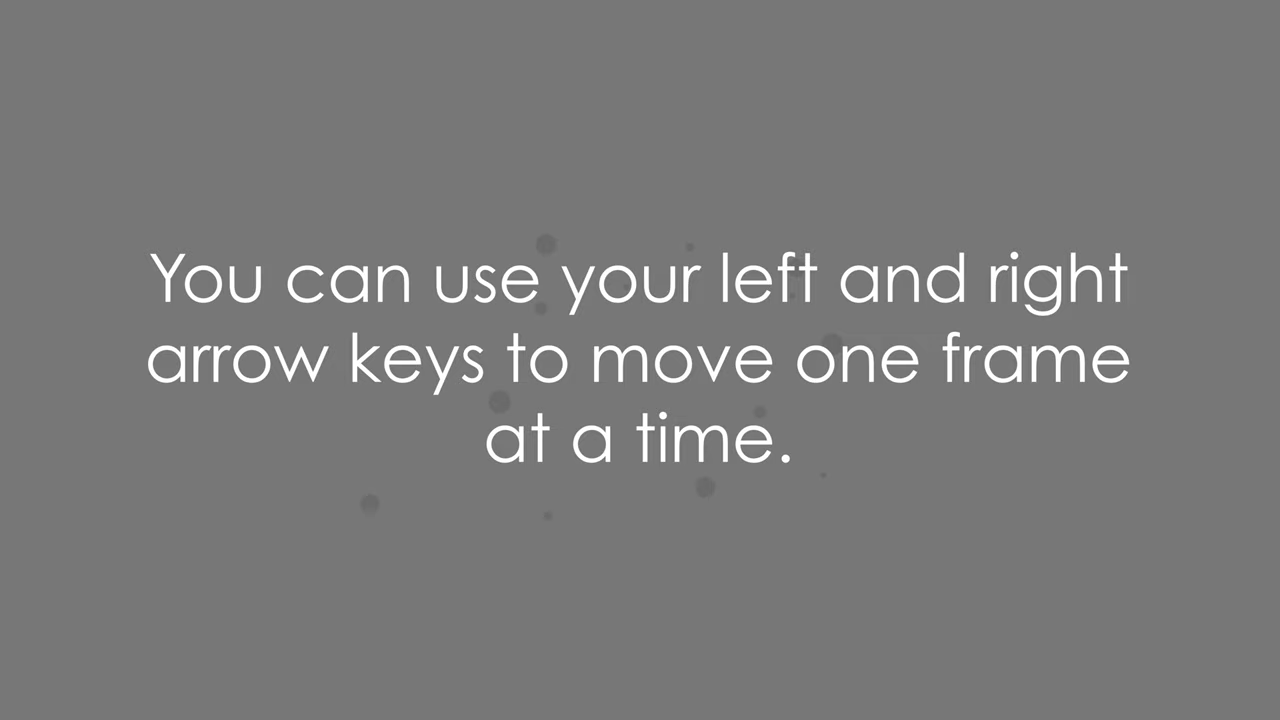 You can use your left and right
arrow keys to move one frame
at a time.